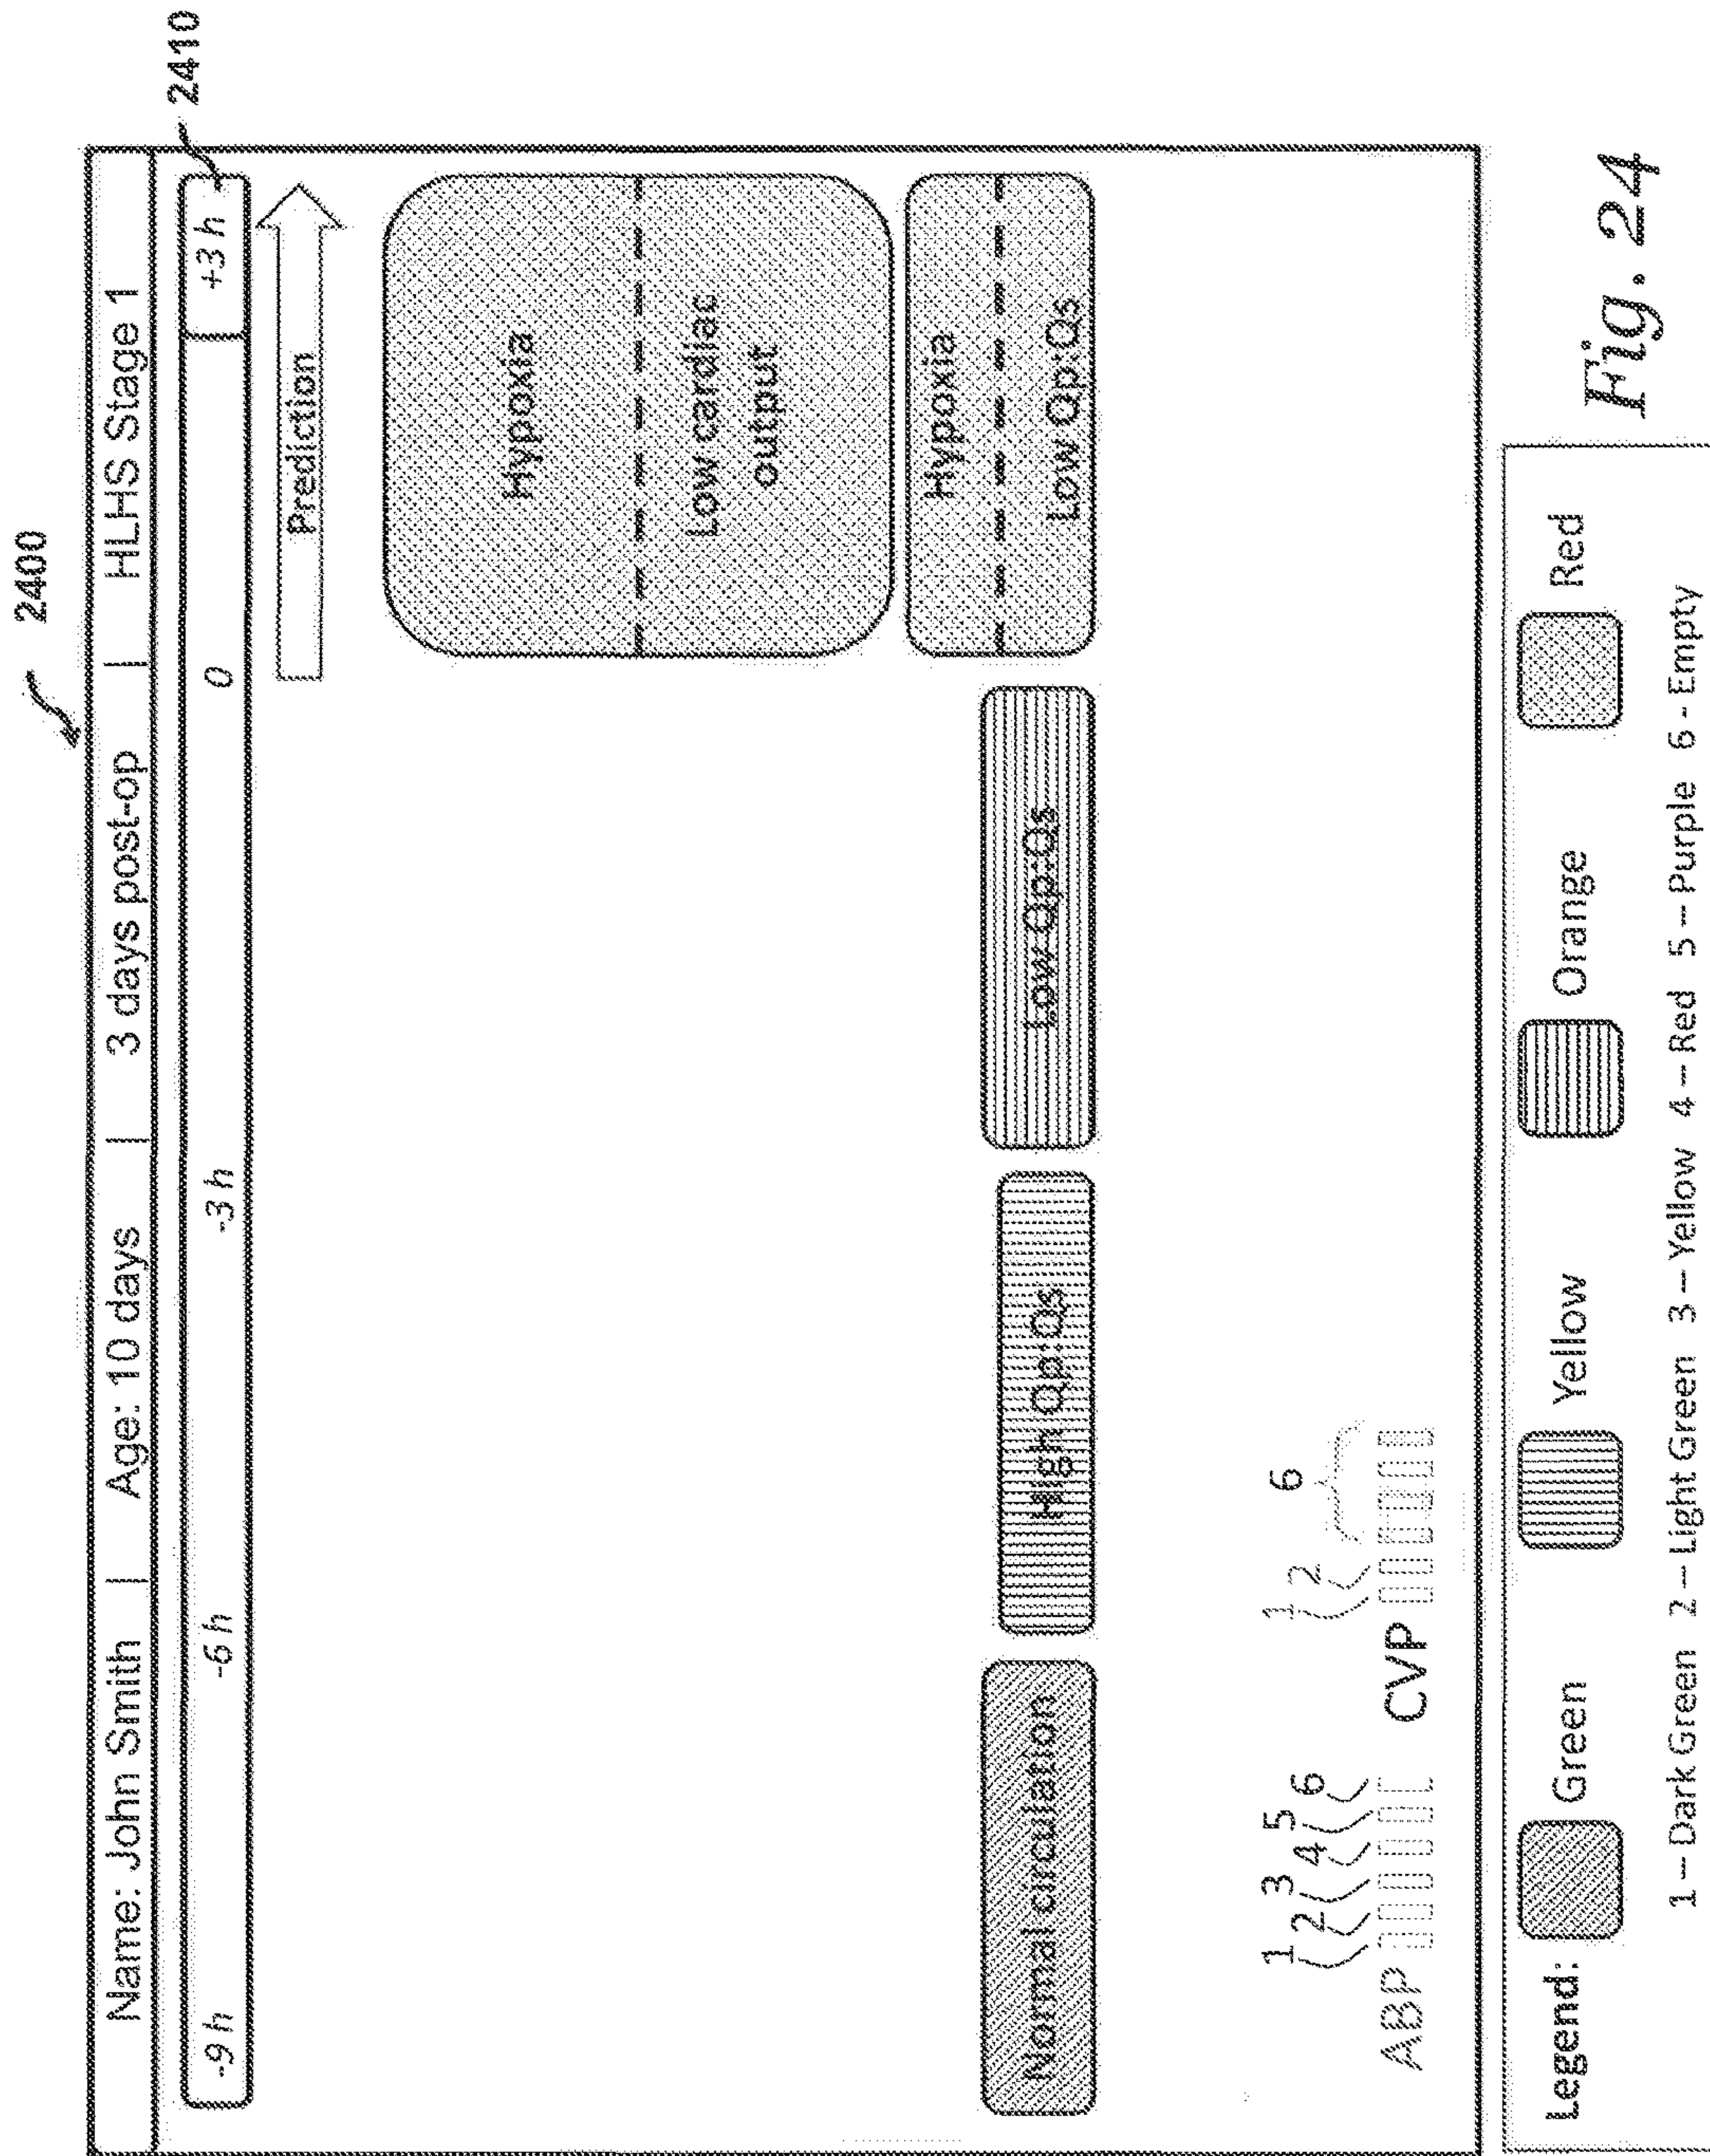 2400
Name: John Smith | Age: 10 days | 3 days post-op | HLHS Stage 1
-9 h -6 h -3 h 0 +3 h
2410
Prediction
Hypoxia
Low cardiac
output
Hypoxia
Low Qp:Qs
Normal circulation
High Qp:Qs
Low Qp:Qs
1 2 3 4 5 6
1 2 6
ABP CVP
Legend: Green Yellow Orange Red
1 – Dark Green 2 – Light Green 3 – Yellow 4 – Red 5 – Purple 6 - Empty
Fig. 24